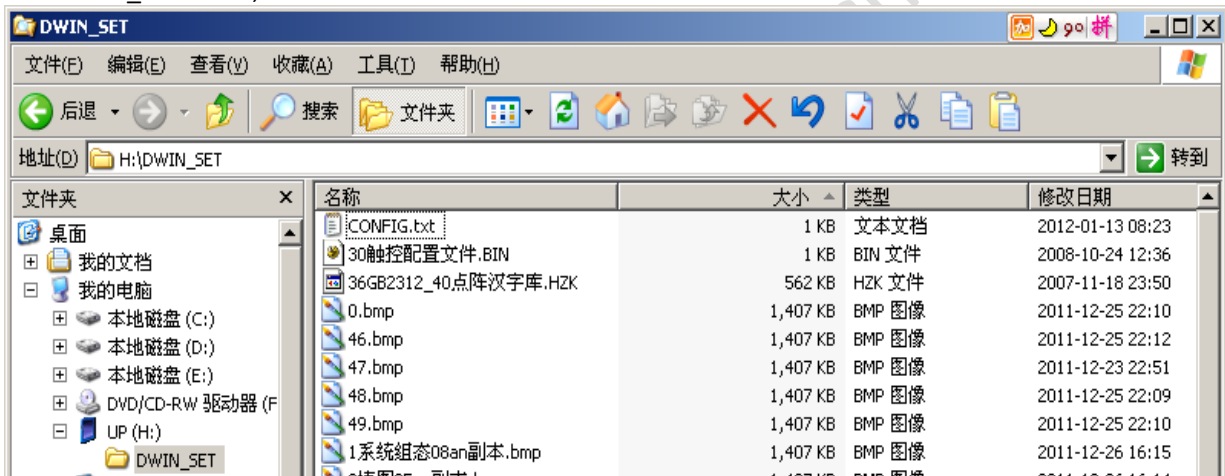 DWIN_SET
文件(F) 编辑(E) 查看(V) 收藏(A) 工具(T) 帮助(H)
后退 搜索 文件夹
地址(D) H:\DWIN_SET 转到
文件夹 × 名称 大小 类型 修改日期
桌面 CONFIG.txt 1 KB 文本文档 2012-01-13 08:23
我的文档 30触控配置文件.BIN 1 KB BIN 文件 2008-10-24 12:36
我的电脑 36GB2312_40点阵汉字库.HZK 562 KB HZK 文件 2007-11-18 23:50
本地磁盘 (C:) 0.bmp 1,407 KB BMP 图像 2011-12-25 22:10
本地磁盘 (D:) 46.bmp 1,407 KB BMP 图像 2011-12-25 22:12
本地磁盘 (E:) 47.bmp 1,407 KB BMP 图像 2011-12-23 22:51
DVD/CD-RW 驱动器 (F 48.bmp 1,407 KB BMP 图像 2011-12-25 22:09
UP (H:) 49.bmp 1,407 KB BMP 图像 2011-12-25 22:10
DWIN_SET 1系统组态08an副本.bmp 1,407 KB BMP 图像 2011-12-26 16:15